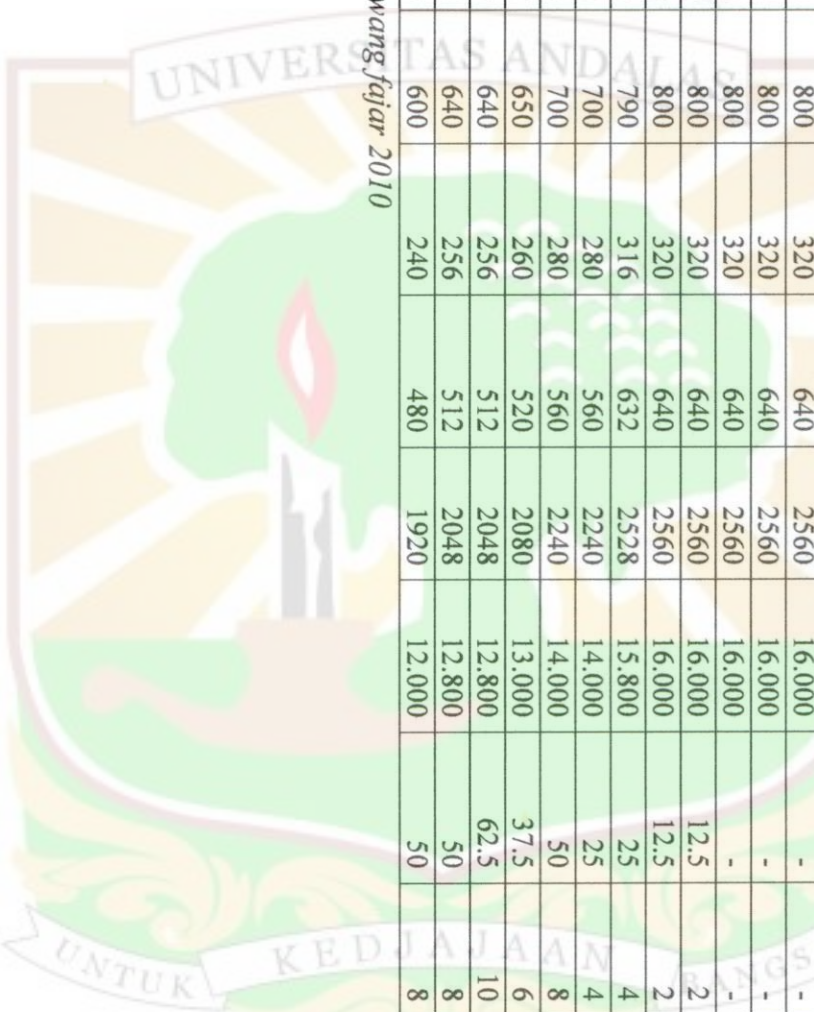 800 320 640 2560 16.000 - -
800 320 640 2560 16.000 - -
800 320 640 2560 16.000 - -
800 320 640 2560 16.000 12.5 2
800 320 640 2560 16.000 12.5 2
790 316 632 2528 15.800 25 4
700 280 560 2240 14.000 25 4
700 280 560 2240 14.000 50 8
650 260 520 2080 13.000 37.5 6
640 256 512 2048 12.800 62.5 10
640 256 512 2048 12.800 50 8
600 240 480 1920 12.000 50 8
wang fajar 2010
UNIVERSITAS ANDALAS
UNTUK KEDJAJAAN BANGS